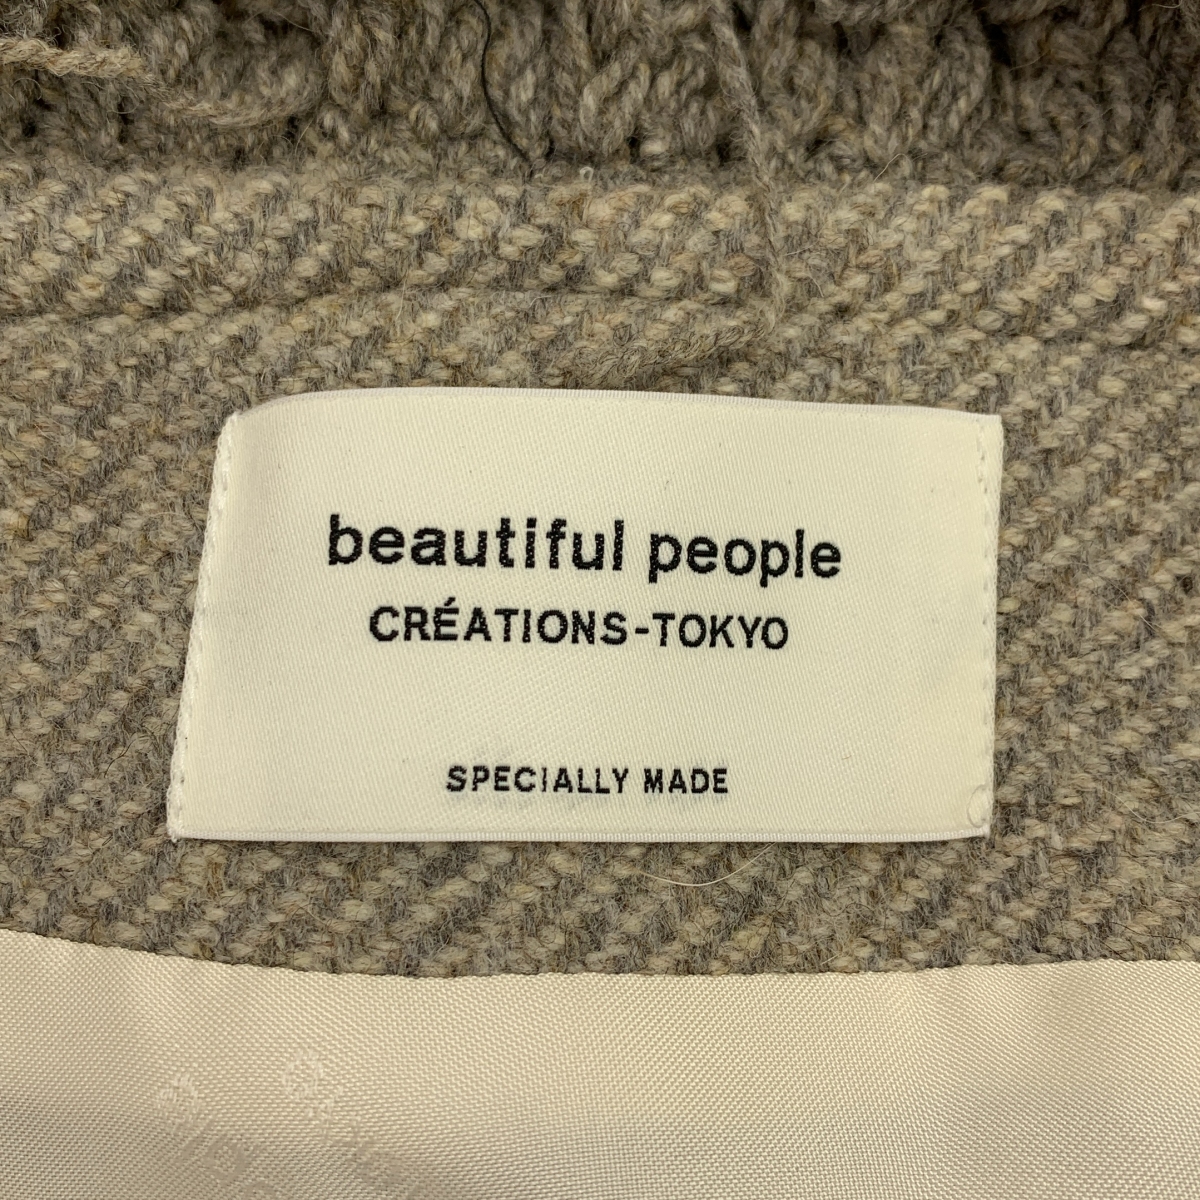 beautiful people
CRÉATIONS-TOKYO
SPECIALLY MADE